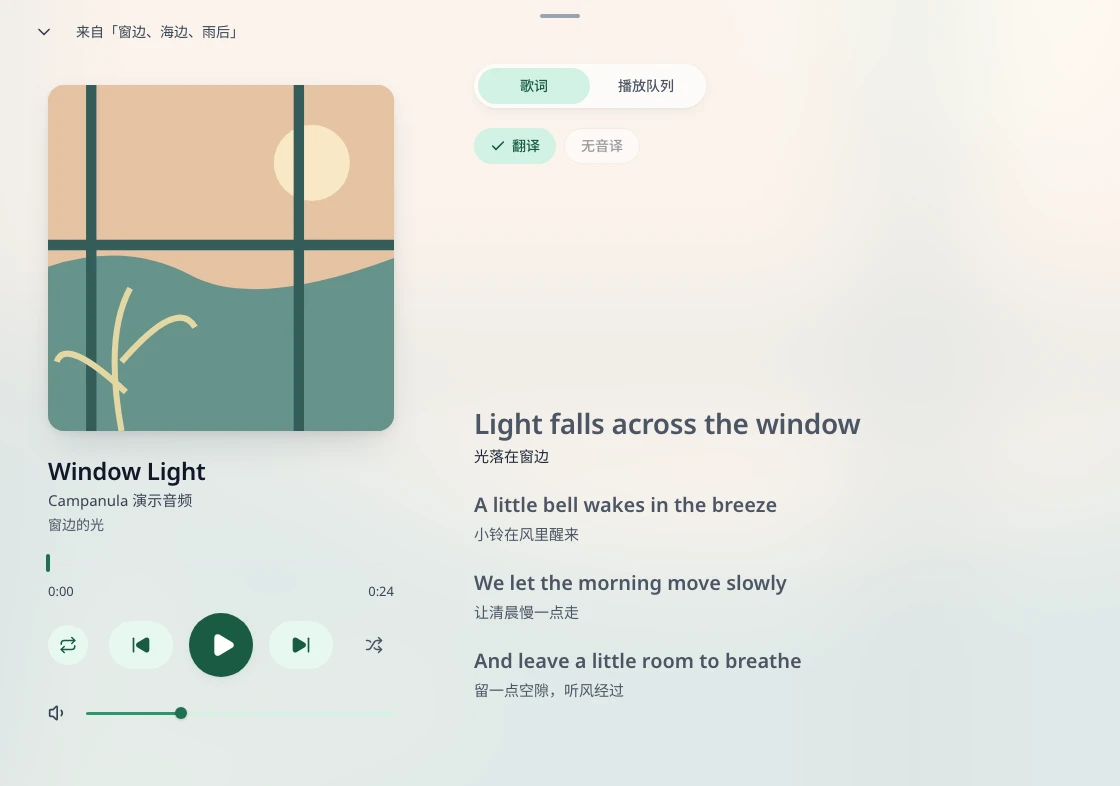 来自「窗边、海边、雨后」
Window Light
Campanula 演示音频
窗边的光
0:00
0:24
歌词
播放队列
翻译
无音译
Light falls across the window
光落在窗边
A little bell wakes in the breeze
小铃在风里醒来
We let the morning move slowly
让清晨慢一点走
And leave a little room to breathe
留一点空隙，听风经过